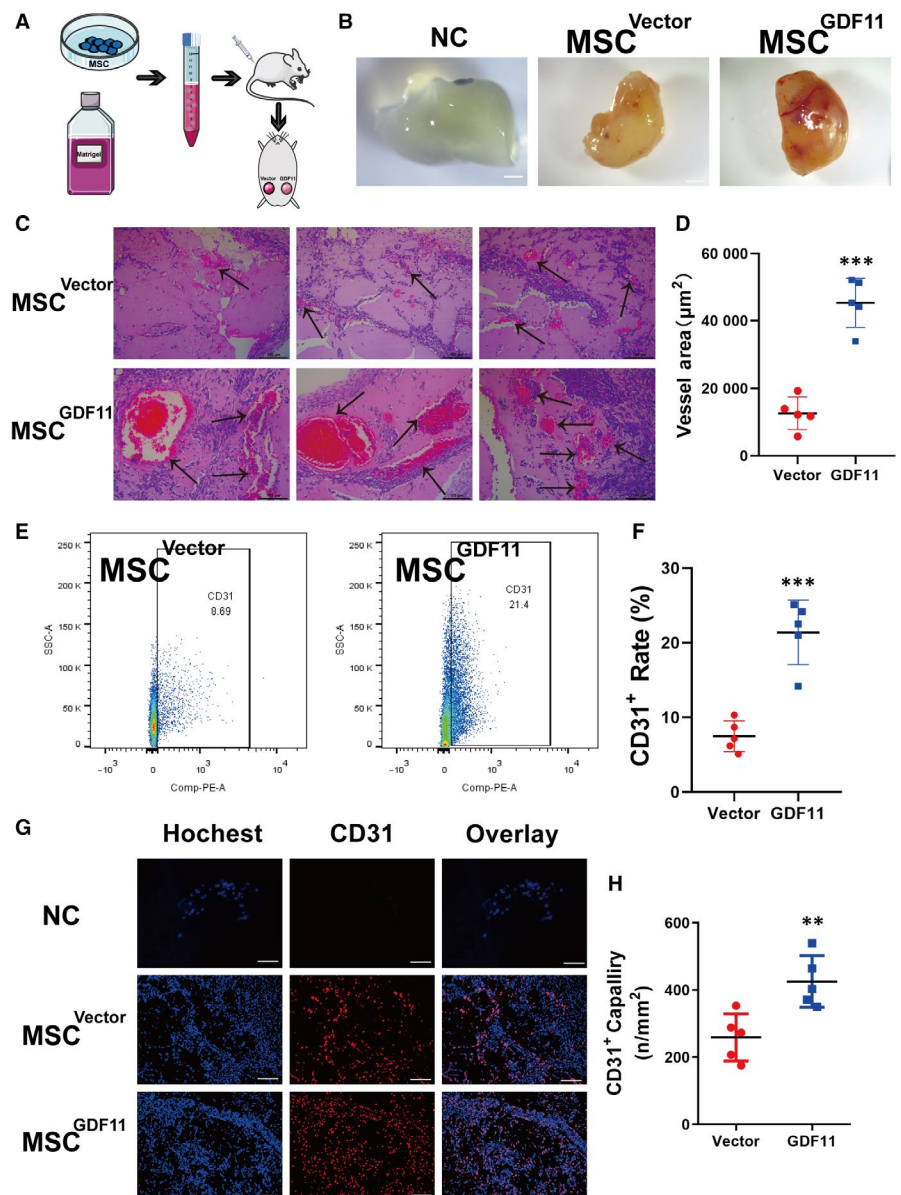 A
MSC
Matrigel
Vector GDF11
B
NC
MSC Vector
MSC GDF11
C
MSC Vector
MSC GDF11
D
Vessel area (μm²)
60 000
40 000
20 000
0
***
Vector GDF11
E
MSC Vector
CD31
8.69
SSC-A
250 K
200 K
150 K
100 K
50 K
0
-10³ 0 10³ 10⁴
Comp-PE-A
MSC GDF11
CD31
21.4
SSC-A
250 K
200 K
150 K
100 K
50 K
0
-10³ 0 10³ 10⁴
Comp-PE-A
F
CD31⁺ Rate (%)
30
20
10
0
***
Vector GDF11
G
Hochest CD31 Overlay
NC
MSC Vector
MSC GDF11
H
CD31⁺ Capalliry
(n/mm²)
600
400
200
0
**
Vector GDF11